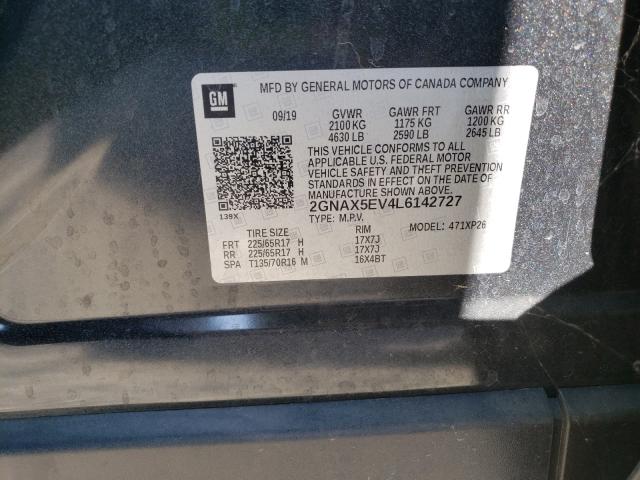 GM MFD BY GENERAL MOTORS OF CANADA COMPANY
09/19 GVWR GAWR FRT GAWR RR
2100 KG 1175 KG 1200 KG
4630 LB 2590 LB 2645 LB
THIS VEHICLE CONFORMS TO ALL
APPLICABLE U.S. FEDERAL MOTOR
VEHICLE SAFETY AND THEFT PREVENTION
STANDARDS IN EFFECT ON THE DATE OF
MANUFACTURE SHOWN ABOVE.
139X 2GNAX5EV4L6142727
TYPE: M.P.V. MODEL: 471XP26
TIRE SIZE RIM
FRT 225/65R17 H 17X7J
RR 225/65R17 H 17X7J
SPA T135/70R16 M 16X4BT